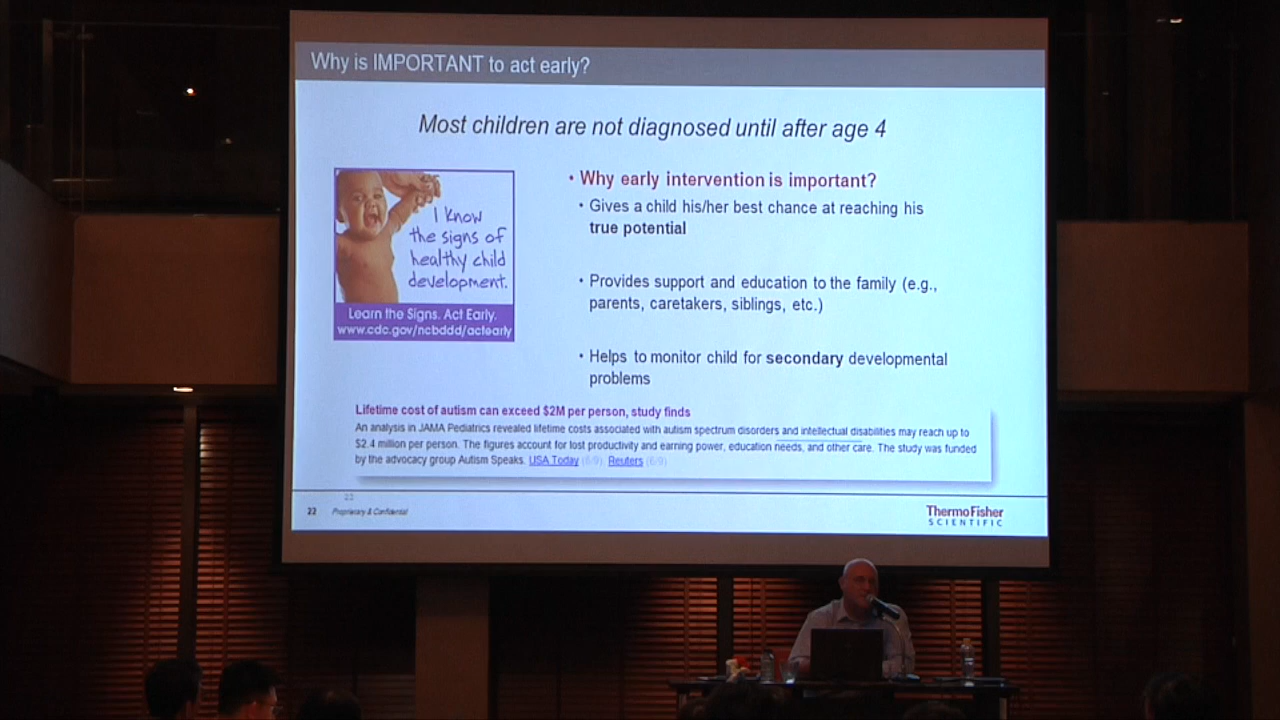 Why is IMPORTANT to act early?
Most children are not diagnosed until after age 4
I know
the signs of
healthy child
development.
Learn the Signs. Act Early.
www.cdc.gov/ncbddd/actearly
• Why early intervention is important?
• Gives a child his/her best chance at reaching his
true potential
• Provides support and education to the family (e.g.,
parents, caretakers, siblings, etc.)
• Helps to monitor child for secondary developmental
problems
Lifetime cost of autism can exceed $2M per person, study finds
An analysis in JAMA Pediatrics revealed lifetime costs associated with autism spectrum disorders and intellectual disabilities may reach up to
$2.4 million per person. The figures account for lost productivity and earning power, education needs, and other care. The study was funded
by the advocacy group Autism Speaks. USA Today (6/9), Reuters (6/9)
22
22 Proprietary & Confidential
ThermoFisher
SCIENTIFIC